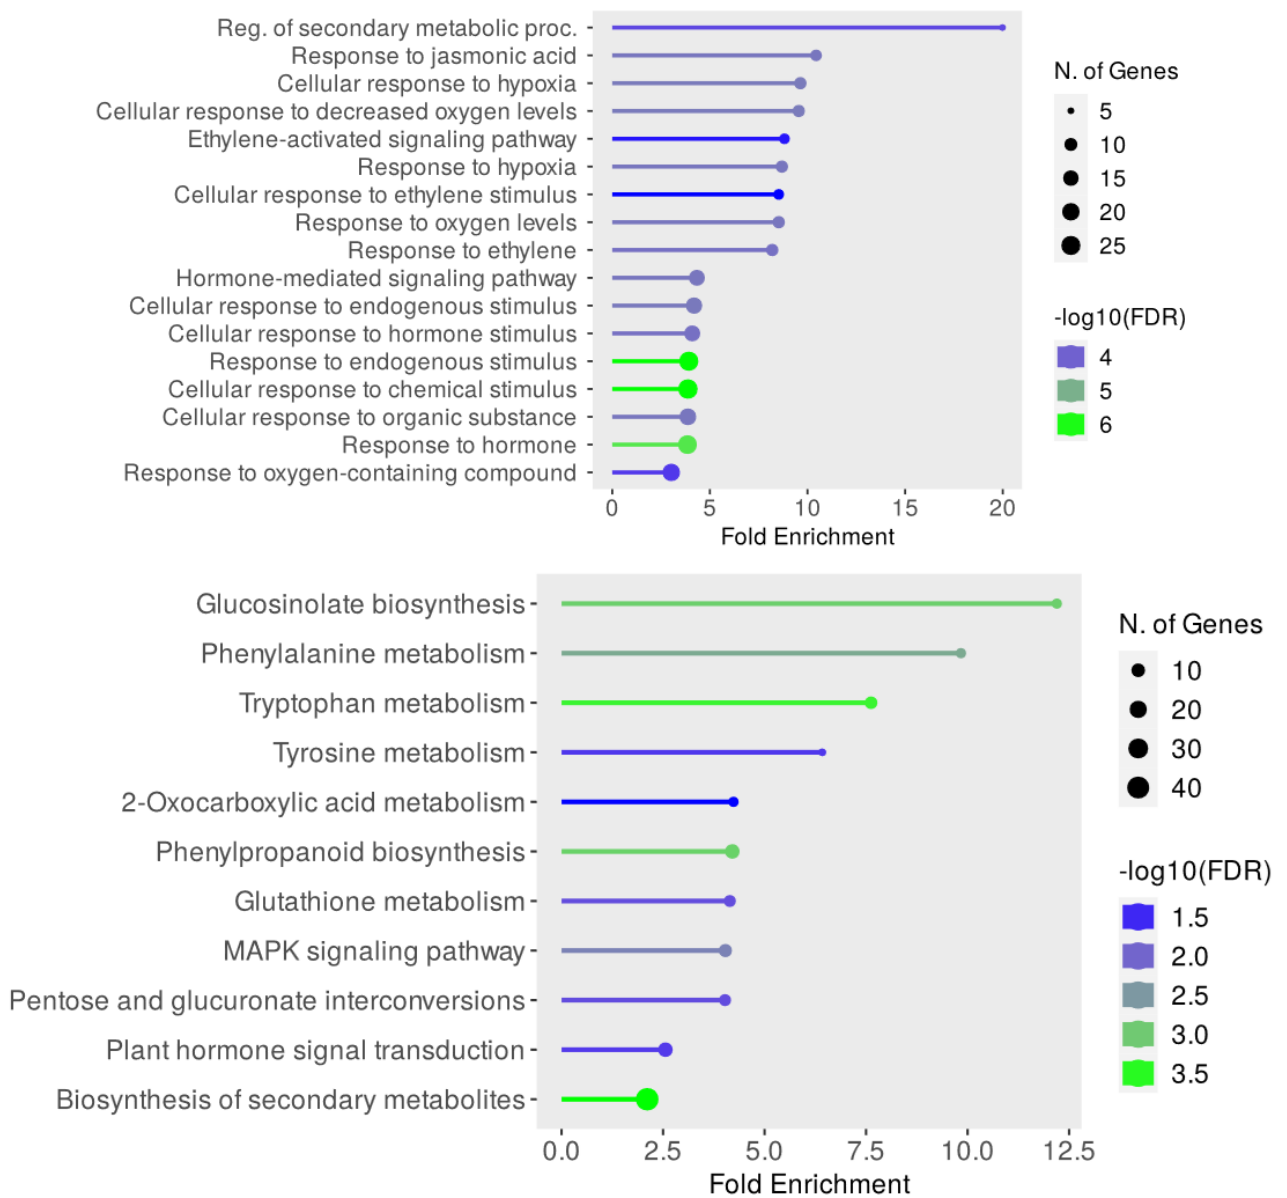 Reg. of secondary metabolic proc.
Response to jasmonic acid
Cellular response to hypoxia
Cellular response to decreased oxygen levels
Ethylene-activated signaling pathway
Response to hypoxia
Cellular response to ethylene stimulus
Response to oxygen levels
Response to ethylene
Hormone-mediated signaling pathway
Cellular response to endogenous stimulus
Cellular response to hormone stimulus
Response to endogenous stimulus
Cellular response to chemical stimulus
Cellular response to organic substance
Response to hormone
Response to oxygen-containing compound
0 5 10 15 20
Fold Enrichment
N. of Genes
5
10
15
20
25
-log10(FDR)
4
5
6
Glucosinolate biosynthesis
Phenylalanine metabolism
Tryptophan metabolism
Tyrosine metabolism
2-Oxocarboxylic acid metabolism
Phenylpropanoid biosynthesis
Glutathione metabolism
MAPK signaling pathway
Pentose and glucuronate interconversions
Plant hormone signal transduction
Biosynthesis of secondary metabolites
0.0 2.5 5.0 7.5 10.0 12.5
Fold Enrichment
N. of Genes
10
20
30
40
-log10(FDR)
1.5
2.0
2.5
3.0
3.5